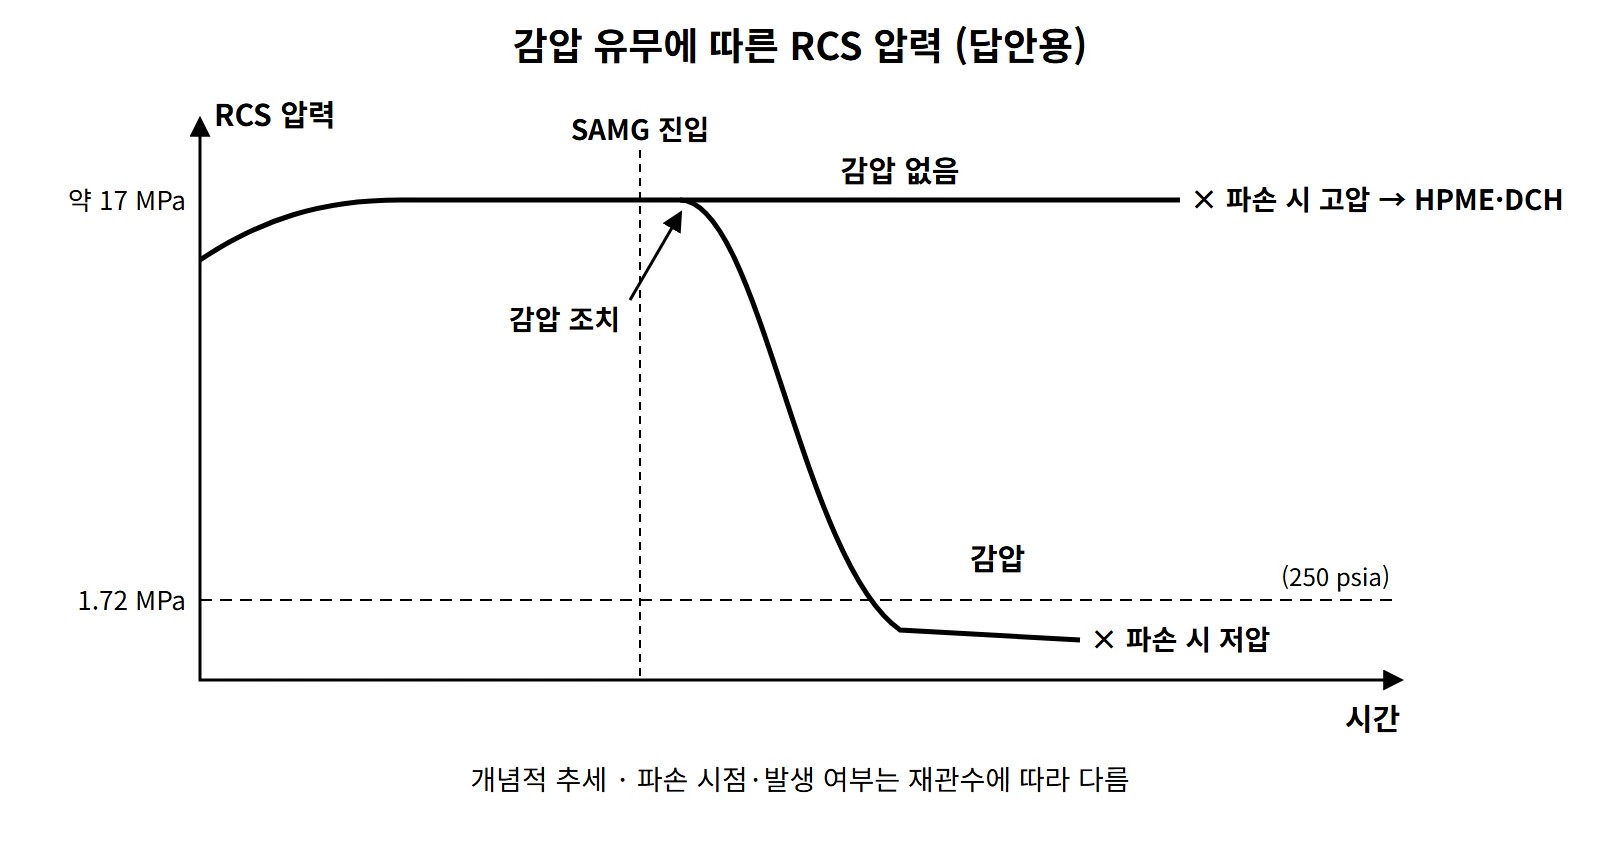 감압 유무에 따른 RCS 압력 (답안용)
RCS 압력
SAMG 진입
감압 없음
약 17 MPa
× 파손 시 고압 → HPME·DCH
감압 조치
감압
(250 psia)
1.72 MPa
× 파손 시 저압
시간
개념적 추세 · 파손 시점·발생 여부는 재관수에 따라 다름